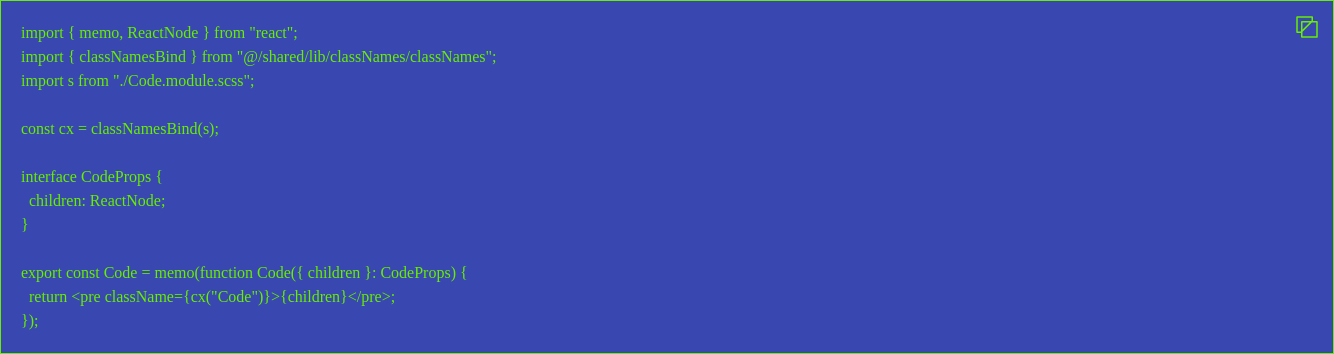 import { memo, ReactNode } from "react";
import { classNamesBind } from "@/shared/lib/classNames/classNames";
import s from "./Code.module.scss";

const cx = classNamesBind(s);

interface CodeProps {
  children: ReactNode;
}

export const Code = memo(function Code({ children }: CodeProps) {
  return <pre className={cx("Code")}>{children}</pre>;
});